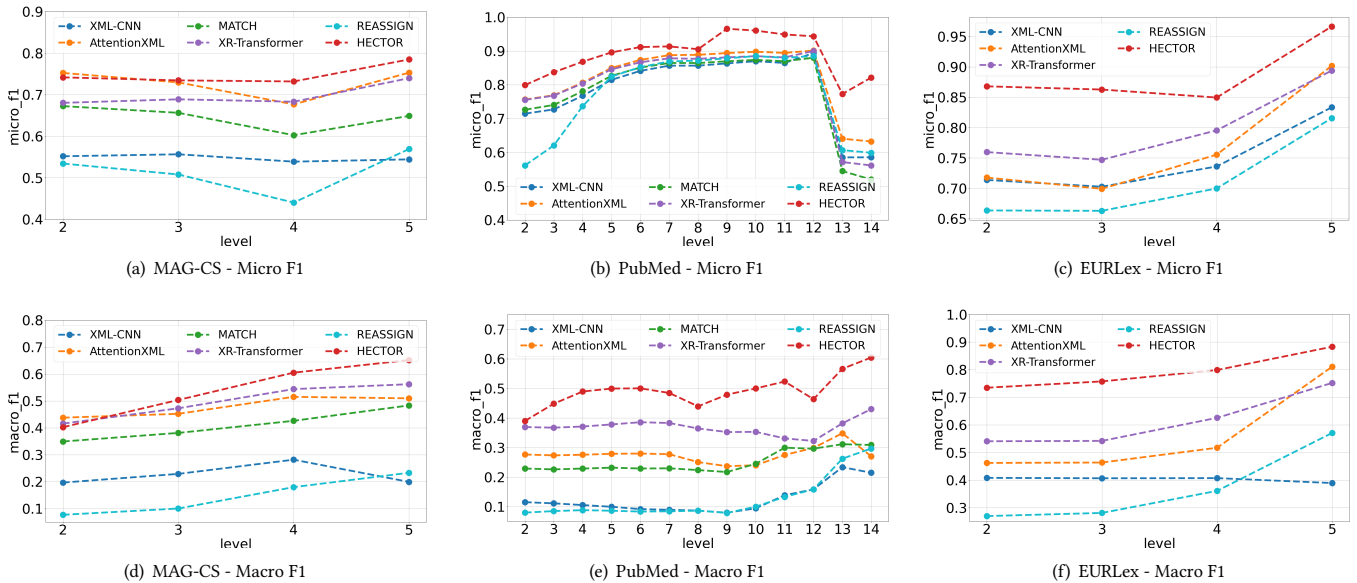 XML-CNN MATCH REASSIGN
AttentionXML XR-Transformer HECTOR
micro_f1
0.9
0.8
0.7
0.6
0.5
0.4
2 3 4 5
level
(a) MAG-CS - Micro F1
micro_f1
1.0
0.9
0.8
0.7
0.6
0.5
0.4
XML-CNN MATCH REASSIGN
AttentionXML XR-Transformer HECTOR
2 3 4 5 6 7 8 9 10 11 12 13 14
level
(b) PubMed - Micro F1
XML-CNN REASSIGN
AttentionXML HECTOR
XR-Transformer
micro_f1
0.95
0.90
0.85
0.80
0.75
0.70
0.65
2 3 4 5
level
(c) EURLex - Micro F1
XML-CNN MATCH REASSIGN
AttentionXML XR-Transformer HECTOR
macro_f1
0.8
0.7
0.6
0.5
0.4
0.3
0.2
0.1
2 3 4 5
level
(d) MAG-CS - Macro F1
XML-CNN MATCH REASSIGN
AttentionXML XR-Transformer HECTOR
macro_f1
0.7
0.6
0.5
0.4
0.3
0.2
0.1
2 3 4 5 6 7 8 9 10 11 12 13 14
level
(e) PubMed - Macro F1
XML-CNN REASSIGN
AttentionXML HECTOR
XR-Transformer
macro_f1
1.0
0.9
0.8
0.7
0.6
0.5
0.4
0.3
2 3 4 5
level
(f) EURLex - Macro F1